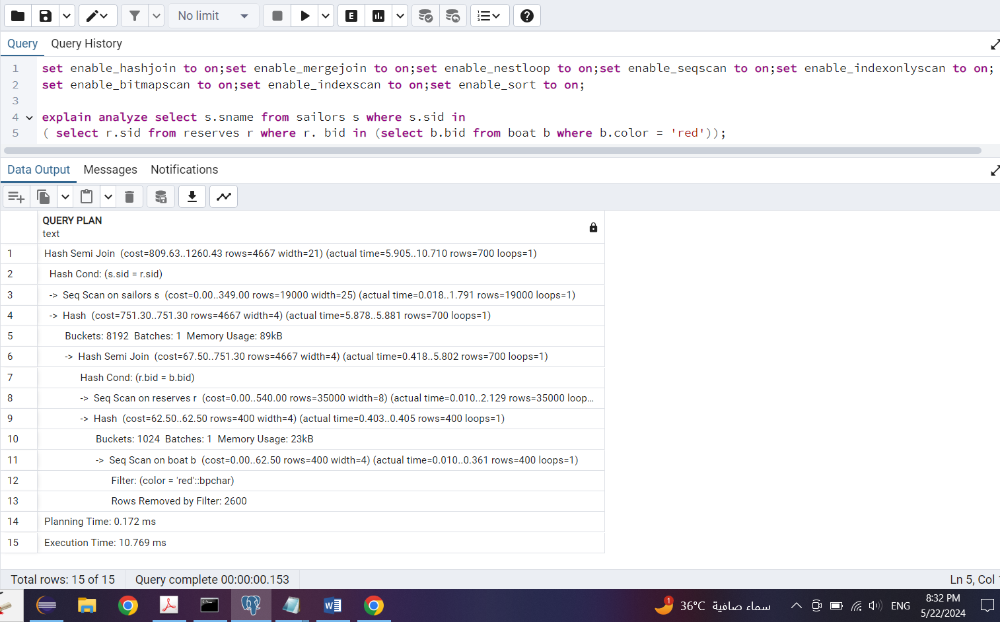 No limit
Query Query History
1 set enable_hashjoin to on;set enable_mergejoin to on;set enable_nestloop to on;set enable_seqscan to on;set enable_indexonlyscan to on;
2 set enable_bitmapscan to on;set enable_indexscan to on;set enable_sort to on;
3
4 explain analyze select s.sname from sailors s where s.sid in
5 ( select r.sid from reserves r where r. bid in (select b.bid from boat b where b.color = 'red'));
Data Output Messages Notifications
QUERY PLAN
text
1 Hash Semi Join (cost=809.63..1260.43 rows=4667 width=21) (actual time=5.905..10.710 rows=700 loops=1)
2 Hash Cond: (s.sid = r.sid)
3 -> Seq Scan on sailors s (cost=0.00..349.00 rows=19000 width=25) (actual time=0.018..1.791 rows=19000 loops=1)
4 -> Hash (cost=751.30..751.30 rows=4667 width=4) (actual time=5.878..5.881 rows=700 loops=1)
5 Buckets: 8192 Batches: 1 Memory Usage: 89kB
6 -> Hash Semi Join (cost=67.50..751.30 rows=4667 width=4) (actual time=0.418..5.802 rows=700 loops=1)
7 Hash Cond: (r.bid = b.bid)
8 -> Seq Scan on reserves r (cost=0.00..540.00 rows=35000 width=8) (actual time=0.010..2.129 rows=35000 loop...
9 -> Hash (cost=62.50..62.50 rows=400 width=4) (actual time=0.403..0.405 rows=400 loops=1)
10 Buckets: 1024 Batches: 1 Memory Usage: 23kB
11 -> Seq Scan on boat b (cost=0.00..62.50 rows=400 width=4) (actual time=0.010..0.361 rows=400 loops=1)
12 Filter: (color = 'red'::bpchar)
13 Rows Removed by Filter: 2600
14 Planning Time: 0.172 ms
15 Execution Time: 10.769 ms
Total rows: 15 of 15 Query complete 00:00:00.153 Ln 5, Col
1 36°C سماء صافية ENG 8:32 PM
5/22/2024